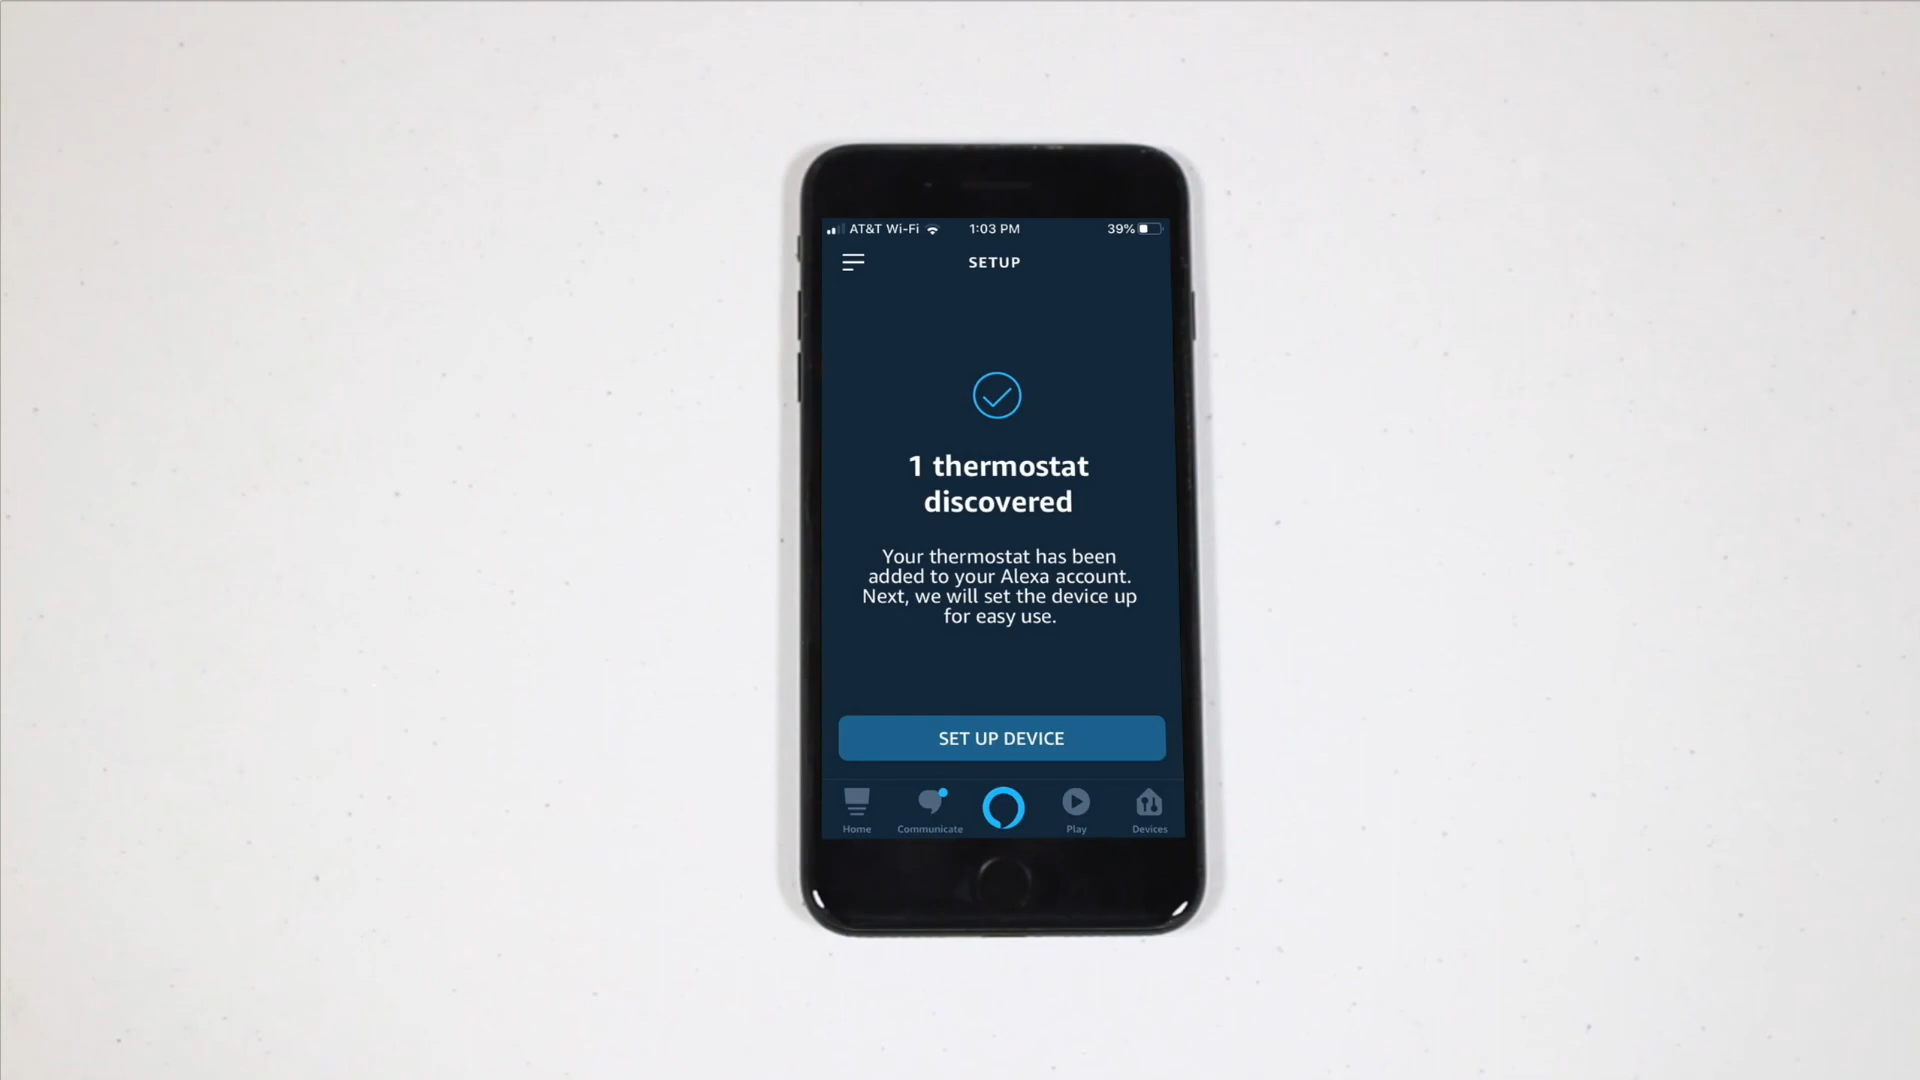 AT&T Wi-Fi 1:03 PM 39%
SETUP
1 thermostat
discovered
Your thermostat has been
added to your Alexa account.
Next, we will set the device up
for easy use.
SET UP DEVICE
Home Communicate Play Devices